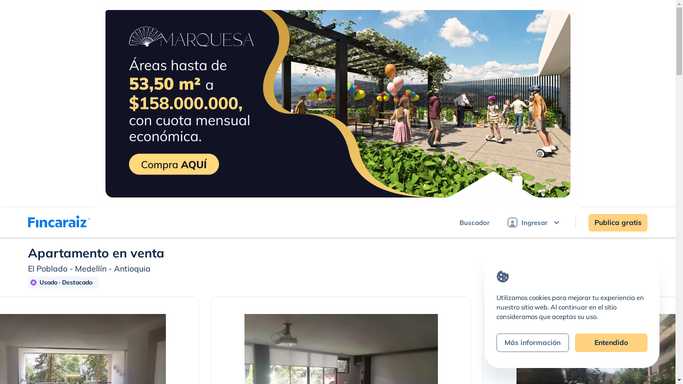 MARQUESA
Áreas hasta de
53,50 m² a
$158.000.000,
con cuota mensual
económica.
Compra AQUÍ
Fincaraiz
Buscador
Ingresar
Publica gratis
Apartamento en venta
El Poblado - Medellín - Antioquia
Usado · Destacado
Utilizamos cookies para mejorar tu experiencia en
nuestro sitio web. Al continuar en el sitio
consideramos que aceptas su uso.
Más información
Entendido